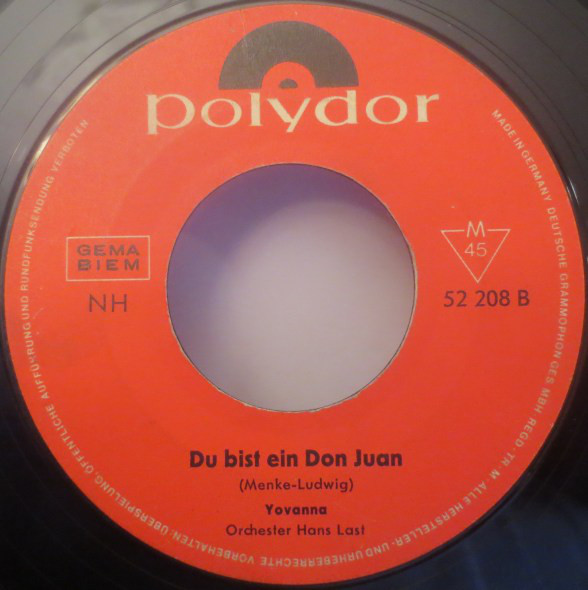 polydor
GEMA
BIEM
NH
M
45
52 208 B
Du bist ein Don Juan
(Menke-Ludwig)
Yovanna
Orchester Hans Last
MADE IN GERMANY DEUTSCHE GRAMMOPHON GES MBH REGD-TR. M. ALLE HERSTELLER- UND URHEBERRECHTE VORBEHALTEN. ÜBERSPIELUNG, ÖFFENTLICHE AUFFÜHRUNG UND RUNDFUNKSENDUNG VERBOTEN